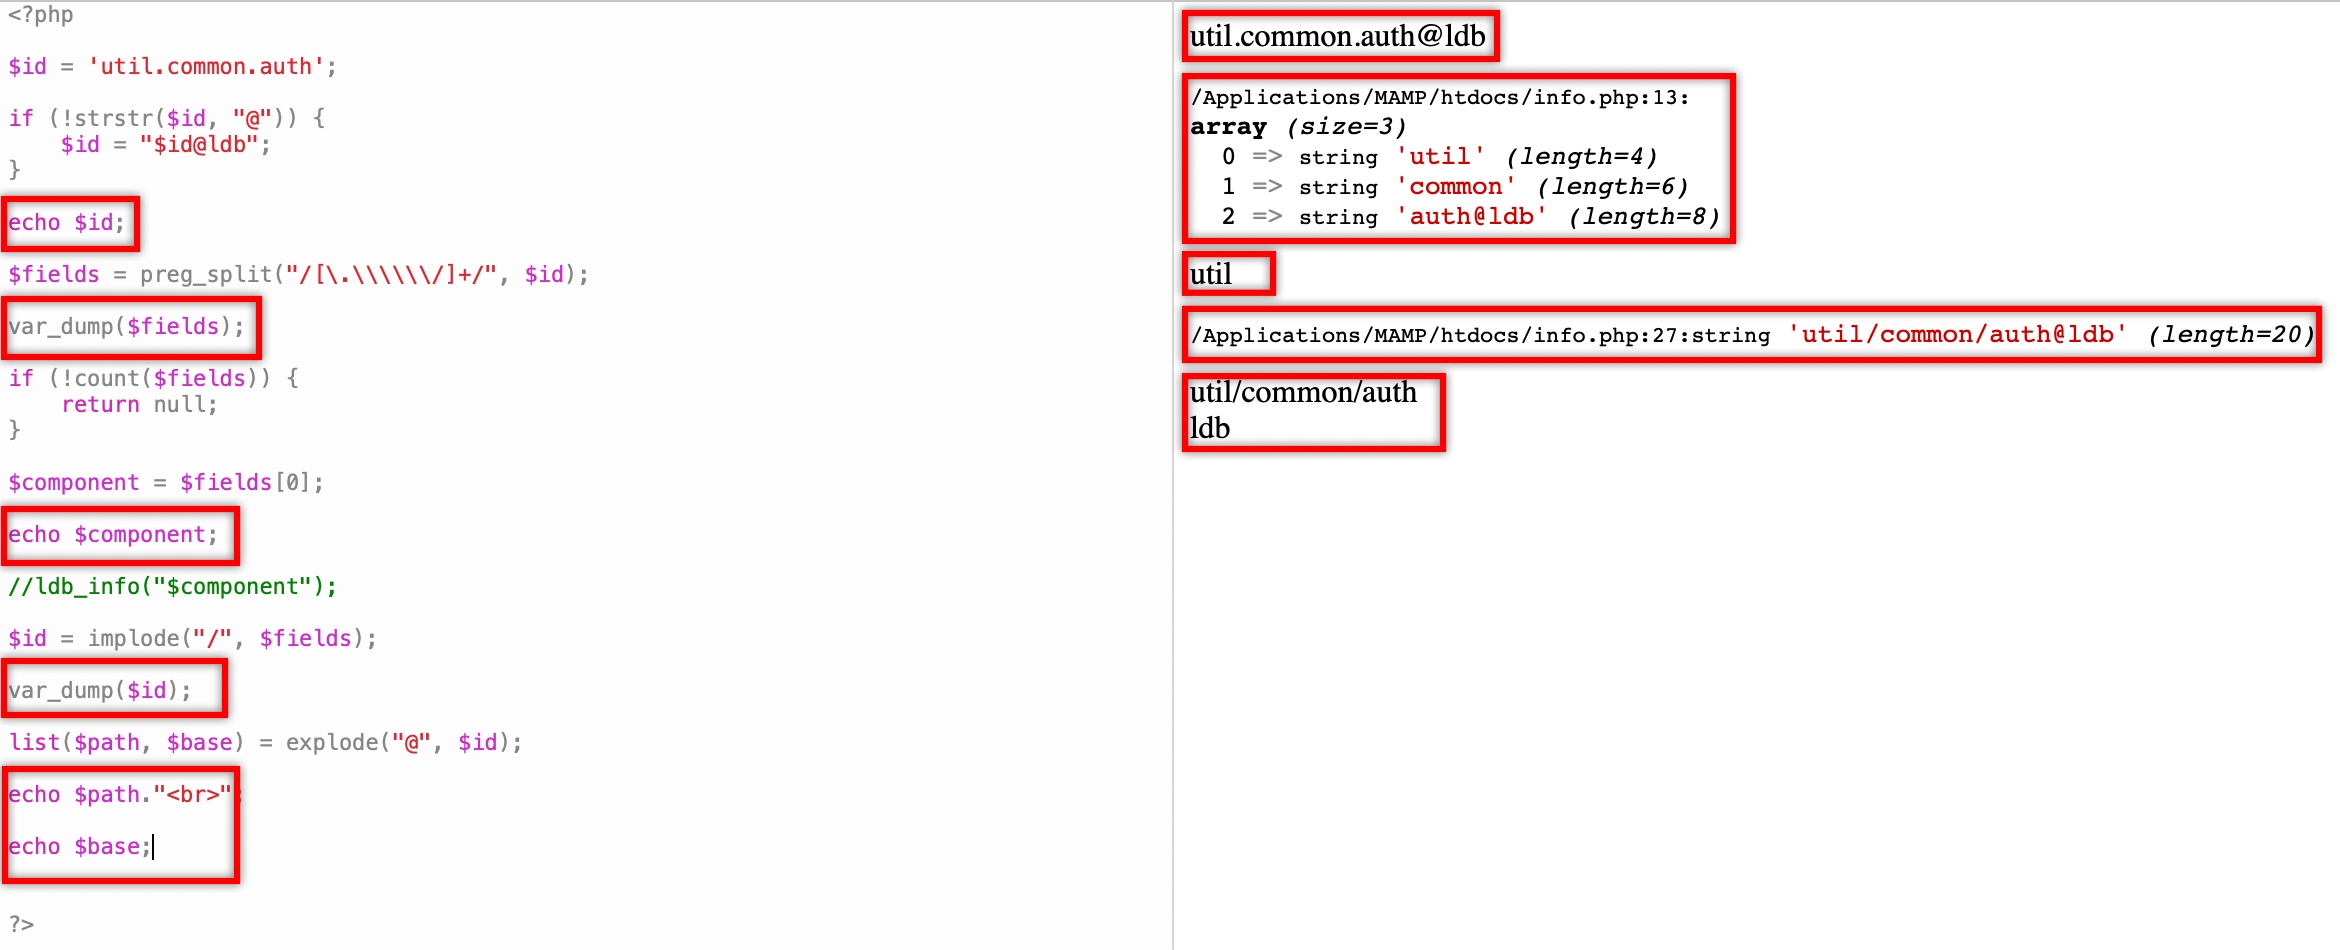 <?php
$id = 'util.common.auth';
if (!strstr($id, "@")) {
    $id = "$id@ldb";
}
echo $id;
$fields = preg_split("/[\.\\\\\\/]+/", $id);
var_dump($fields);
if (!count($fields)) {
    return null;
}
$component = $fields[0];
echo $component;
//ldb_info("$component");
$id = implode("/", $fields);
var_dump($id);
list($path, $base) = explode("@", $id);
echo $path."<br>";
echo $base;
?>
util.common.auth@ldb
/Applications/MAMP/htdocs/info.php:13:
array (size=3)
  0 => string 'util' (length=4)
  1 => string 'common' (length=6)
  2 => string 'auth@ldb' (length=8)
util
/Applications/MAMP/htdocs/info.php:27:string 'util/common/auth@ldb' (length=20)
util/common/auth
ldb